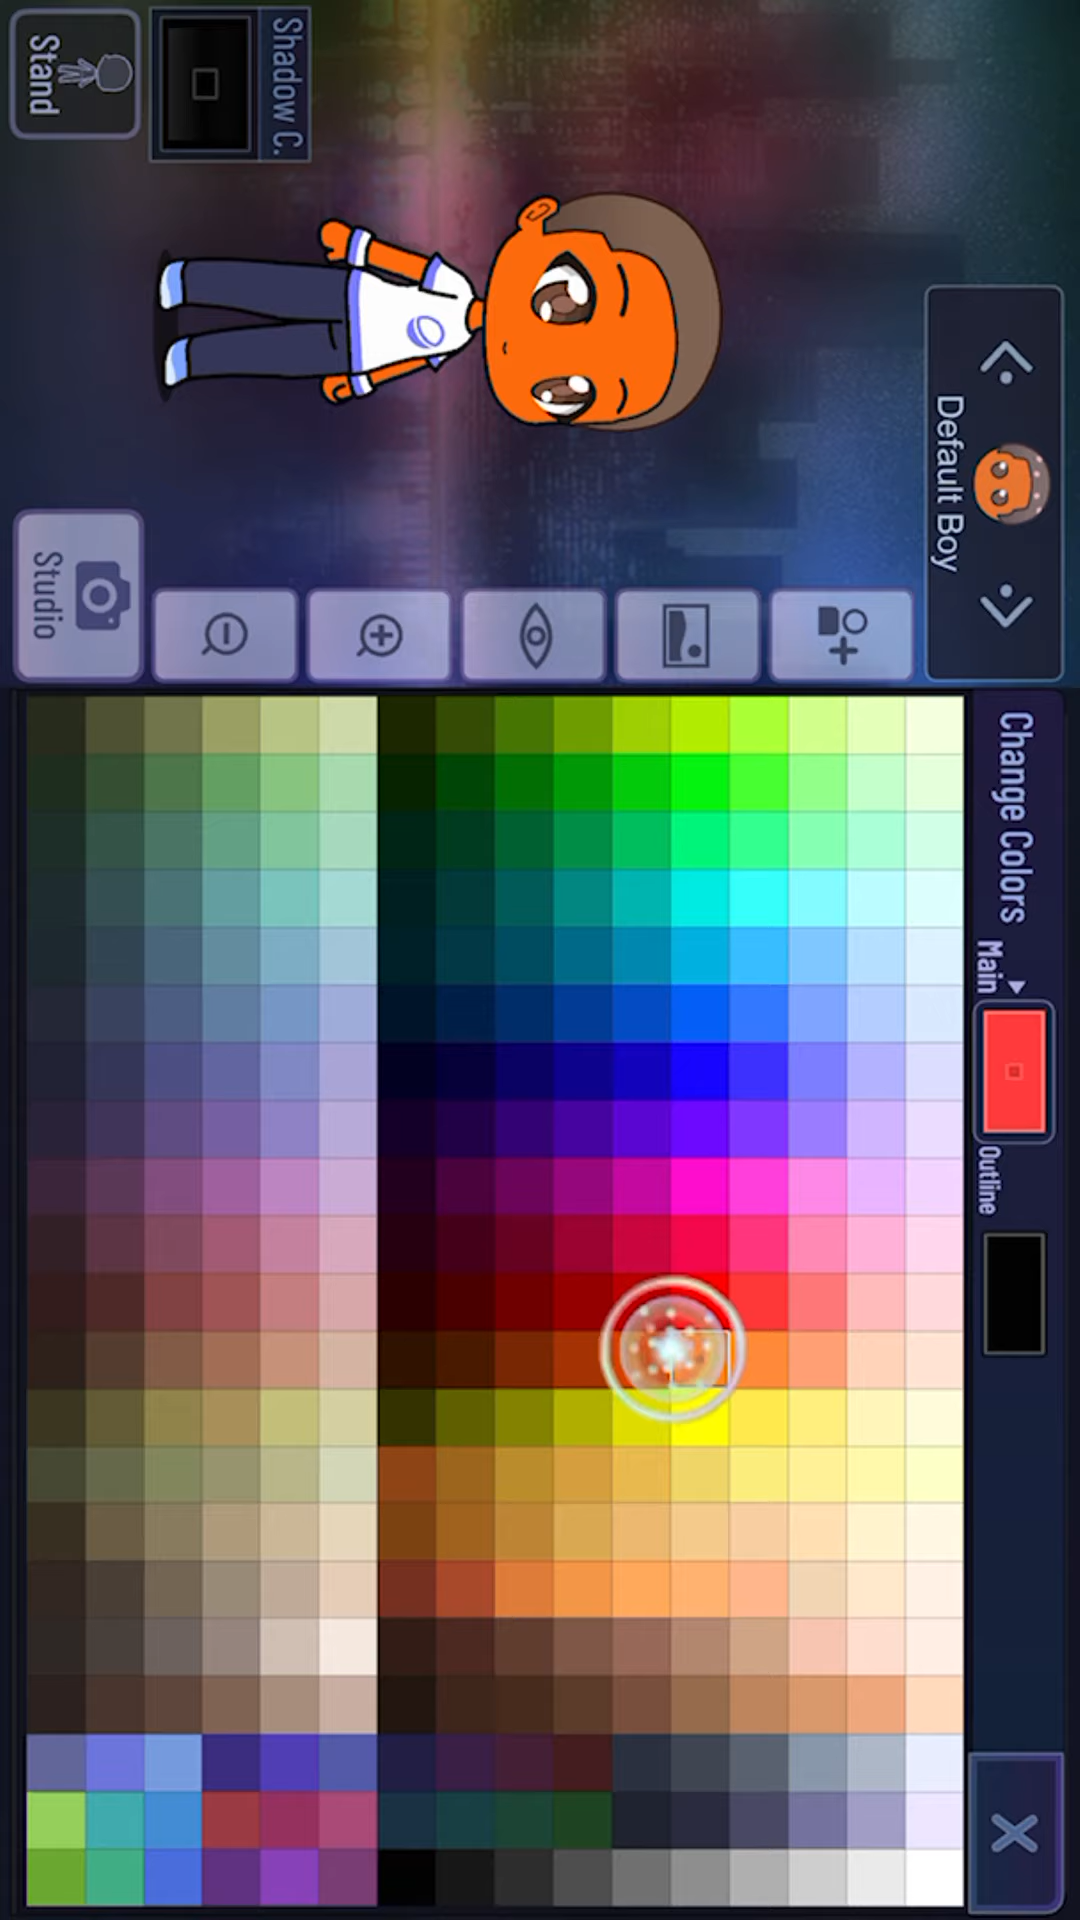 Default Boy
Shadow C.
Stand
Studio
Change Colors
Main
Outline